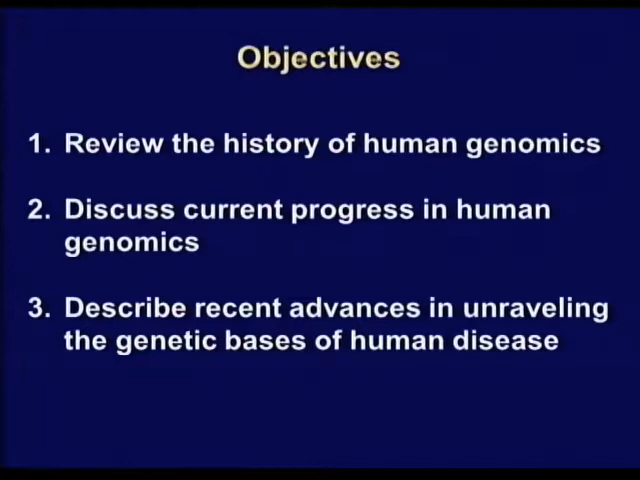 Objectives
1. Review the history of human genomics
2. Discuss current progress in human
genomics
3. Describe recent advances in unraveling
the genetic bases of human disease